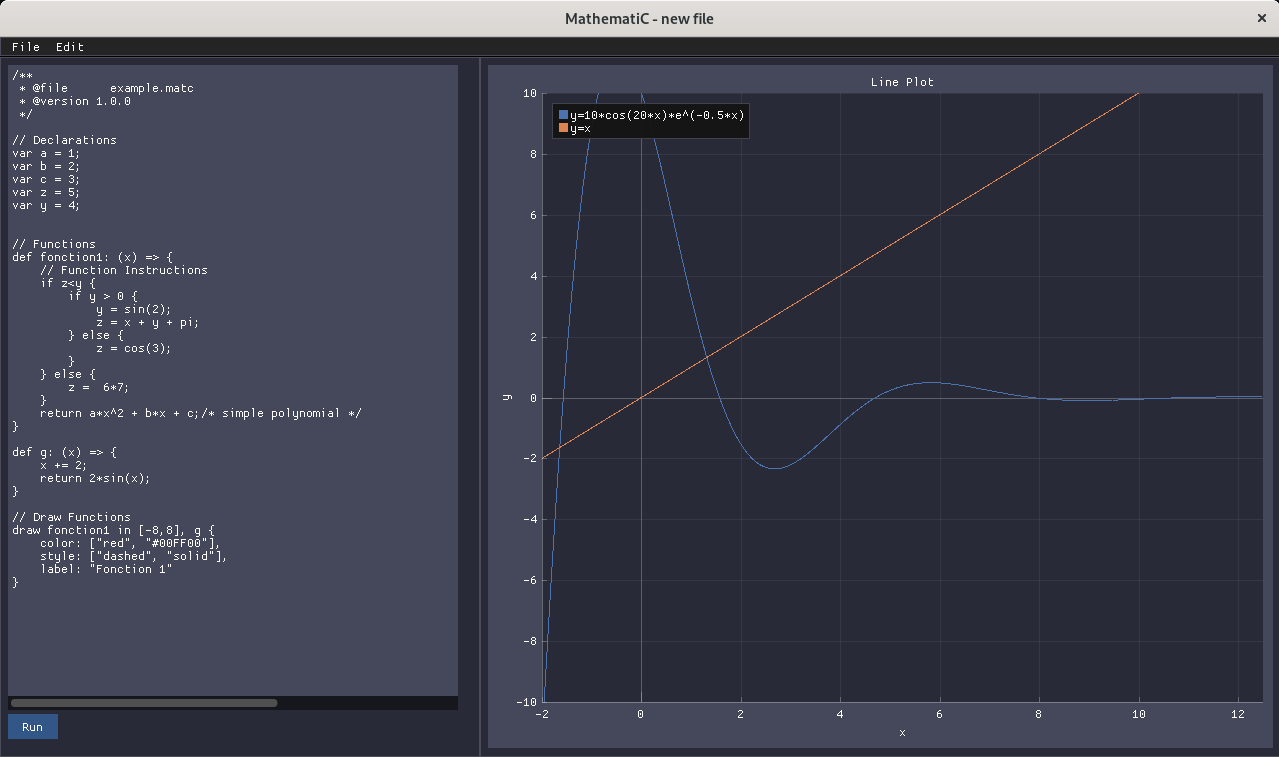 MathematiC - new file
×
File Edit
/**
 * @file      example.matc
 * @version 1.0.0
 */

// Declarations
var a = 1;
var b = 2;
var c = 3;
var z = 5;
var y = 4;

// Functions
def fonction1: (x) => {
    // Function Instructions
    if z<y {
        if y > 0 {
            y = sin(2);
            z = x + y + pi;
        } else {
            z = cos(3);
        }
    } else {
        z =  6*7;
    }
    return a*x^2 + b*x + c;/* simple polynomial */
}

def g: (x) => {
    x += 2;
    return 2*sin(x);
}

// Draw Functions
draw fonction1 in [-8,8], g {
    color: ["red", "#00FF00"],
    style: ["dashed", "solid"],
    label: "Fonction 1"
}
Run
Line Plot
y=10*cos(20*x)*e^(-0.5*x)
y=x
10
8
6
4
2
0
-2
-4
-6
-8
-10
y
-2 0 2 4 6 8 10 12
x